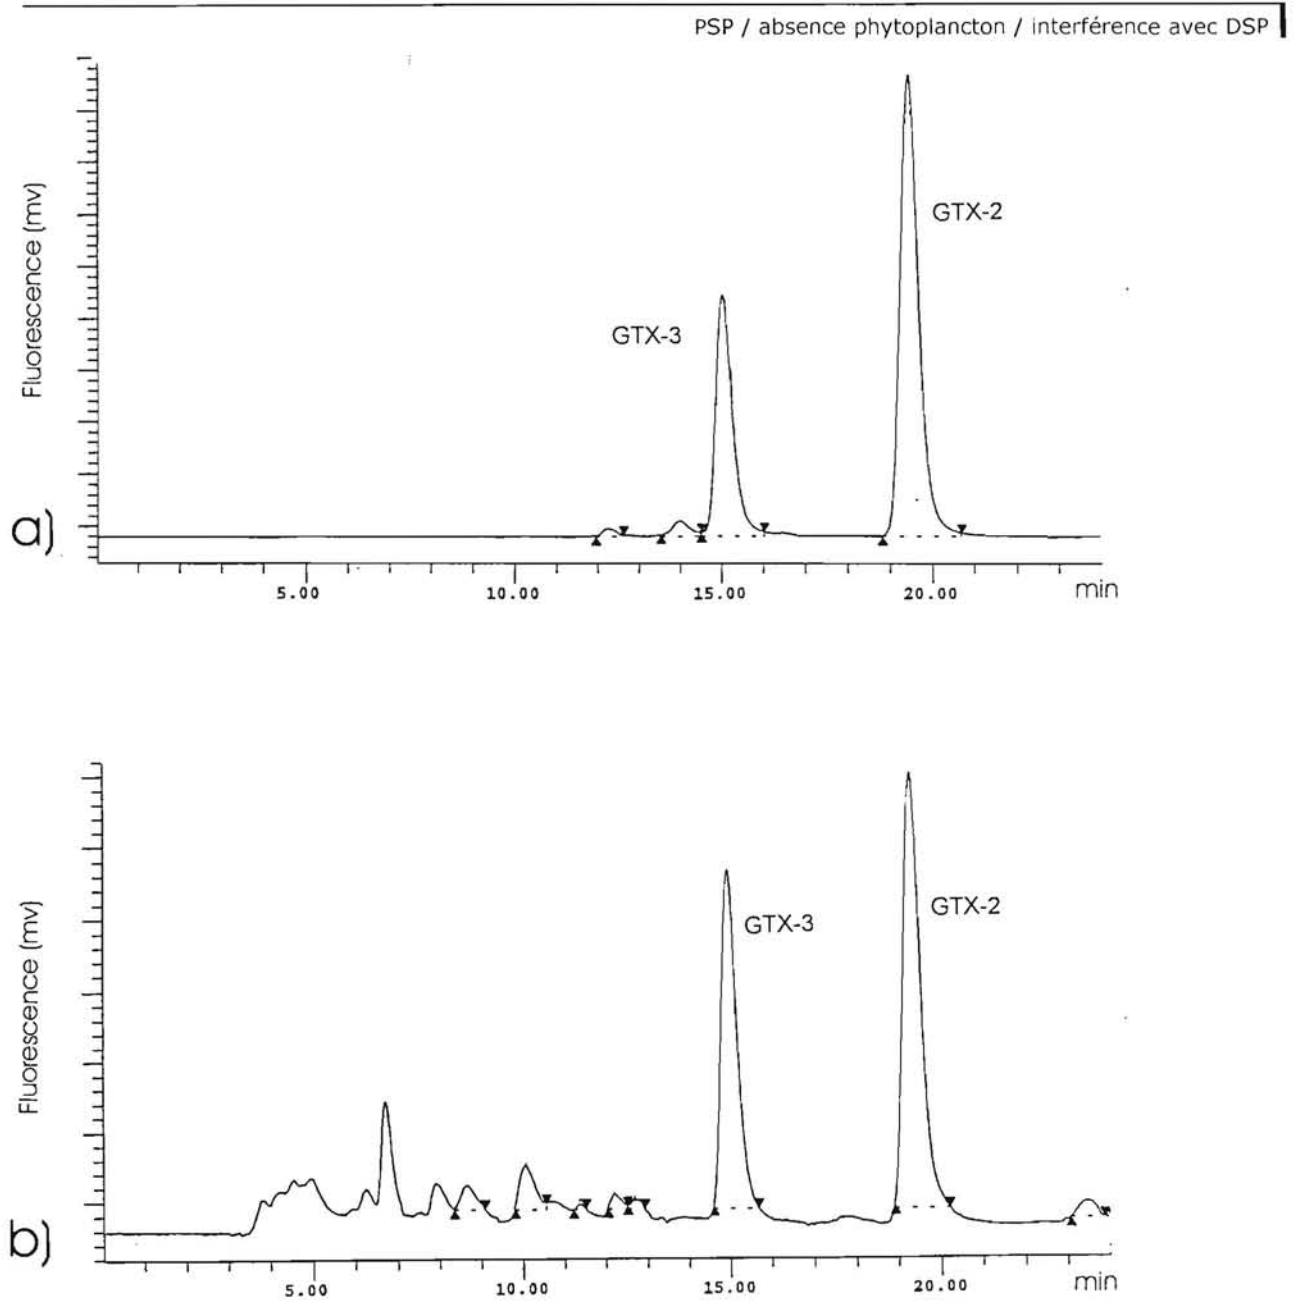 PSP / absence phytoplancton / interférence avec DSP
Fluorescence (mv)
GTX-3
GTX-2
a)
5.00 10.00 15.00 20.00 min
Fluorescence (mv)
GTX-3
GTX-2
b)
5.00 10.00 15.00 20.00 min